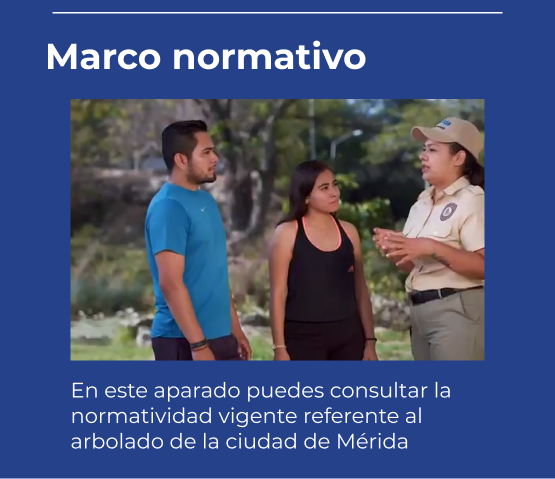 Marco normativo
En este aparado puedes consultar la
normatividad vigente referente al
arbolado de la ciudad de Mérida